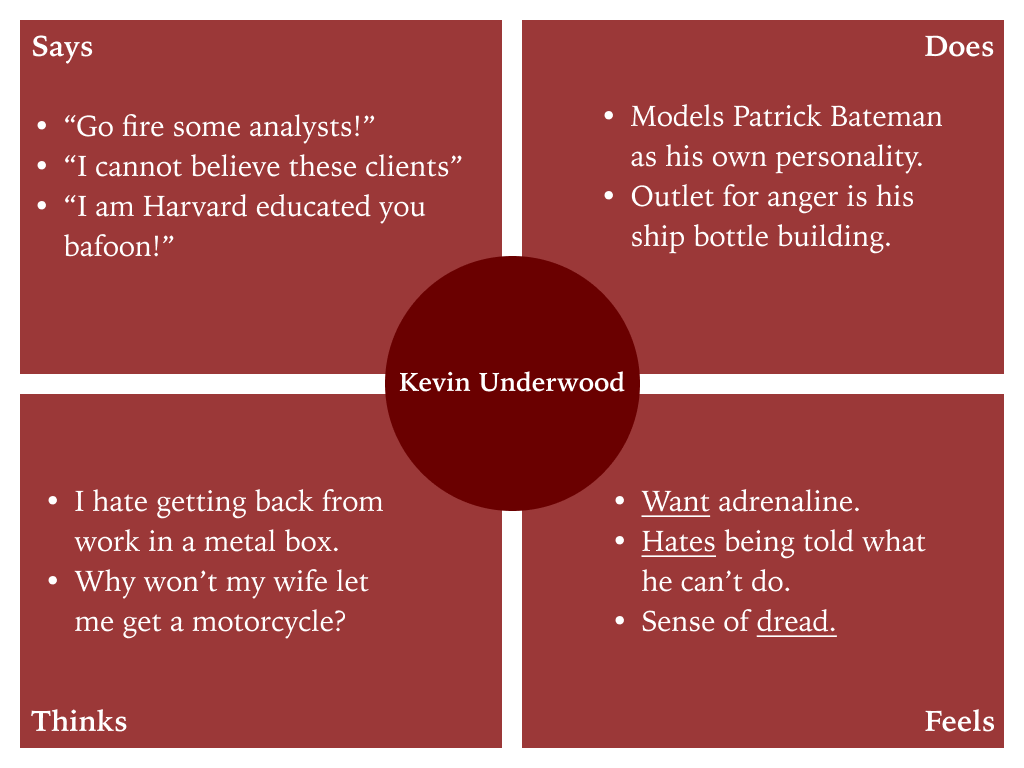 Says
• “Go fire some analysts!”
• “I cannot believe these clients”
• “I am Harvard educated you
bafoon!”
Does
• Models Patrick Bateman
as his own personality.
• Outlet for anger is his
ship bottle building.
Kevin Underwood
• I hate getting back from
work in a metal box.
• Why won’t my wife let
me get a motorcycle?
Thinks
• Want adrenaline.
• Hates being told what
he can’t do.
• Sense of dread.
Feels